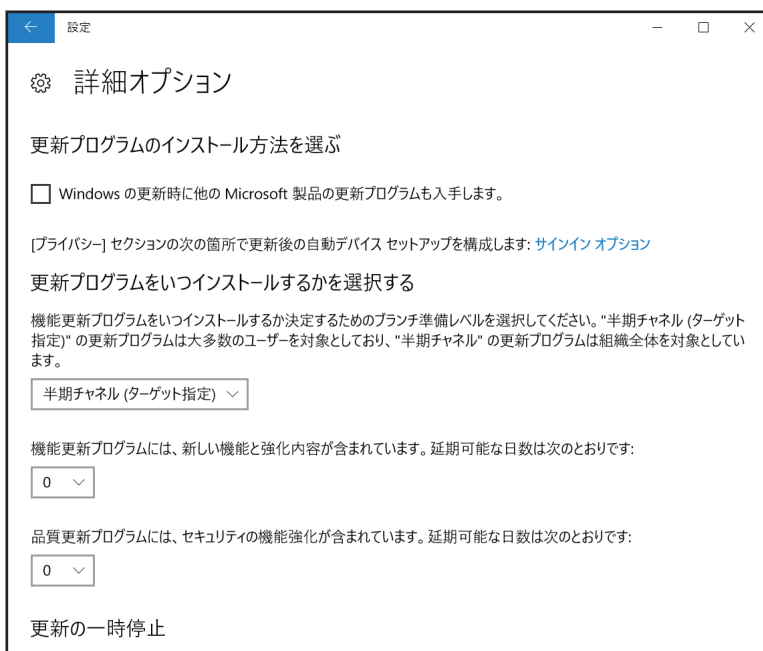 設定
詳細オプション
更新プログラムのインストール方法を選ぶ
Windows の更新時に他の Microsoft 製品の更新プログラムも入手します。
[プライバシー] セクションの次の箇所で更新後の自動デバイス セットアップを構成します: サインイン オプション
更新プログラムをいつインストールするかを選択する
機能更新プログラムをいつインストールするか決定するためのブランチ準備レベルを選択してください。"半期チャネル (ターゲット
指定)" の更新プログラムは大多数のユーザーを対象としており、"半期チャネル" の更新プログラムは組織全体を対象としてい
ます。
半期チャネル (ターゲット指定)
機能更新プログラムには、新しい機能と強化内容が含まれています。延期可能な日数は次のとおりです:
0
品質更新プログラムには、セキュリティの機能強化が含まれています。延期可能な日数は次のとおりです:
0
更新の一時停止